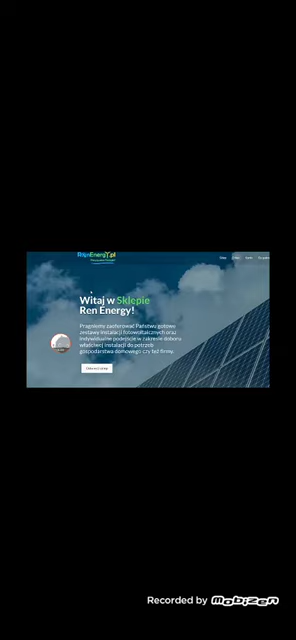 RenEnergY.pl
Witaj w Sklepie
Ren Energy!
Pragniemy zaoferować Państwu gotowe
zestawy instalacji fotowoltaicznych oraz
indywidualne podejście w zakresie doboru
właściwej instalacji do potrzeb
gospodarstwa domowego czy też firmy.
Recorded by MOBIZEN